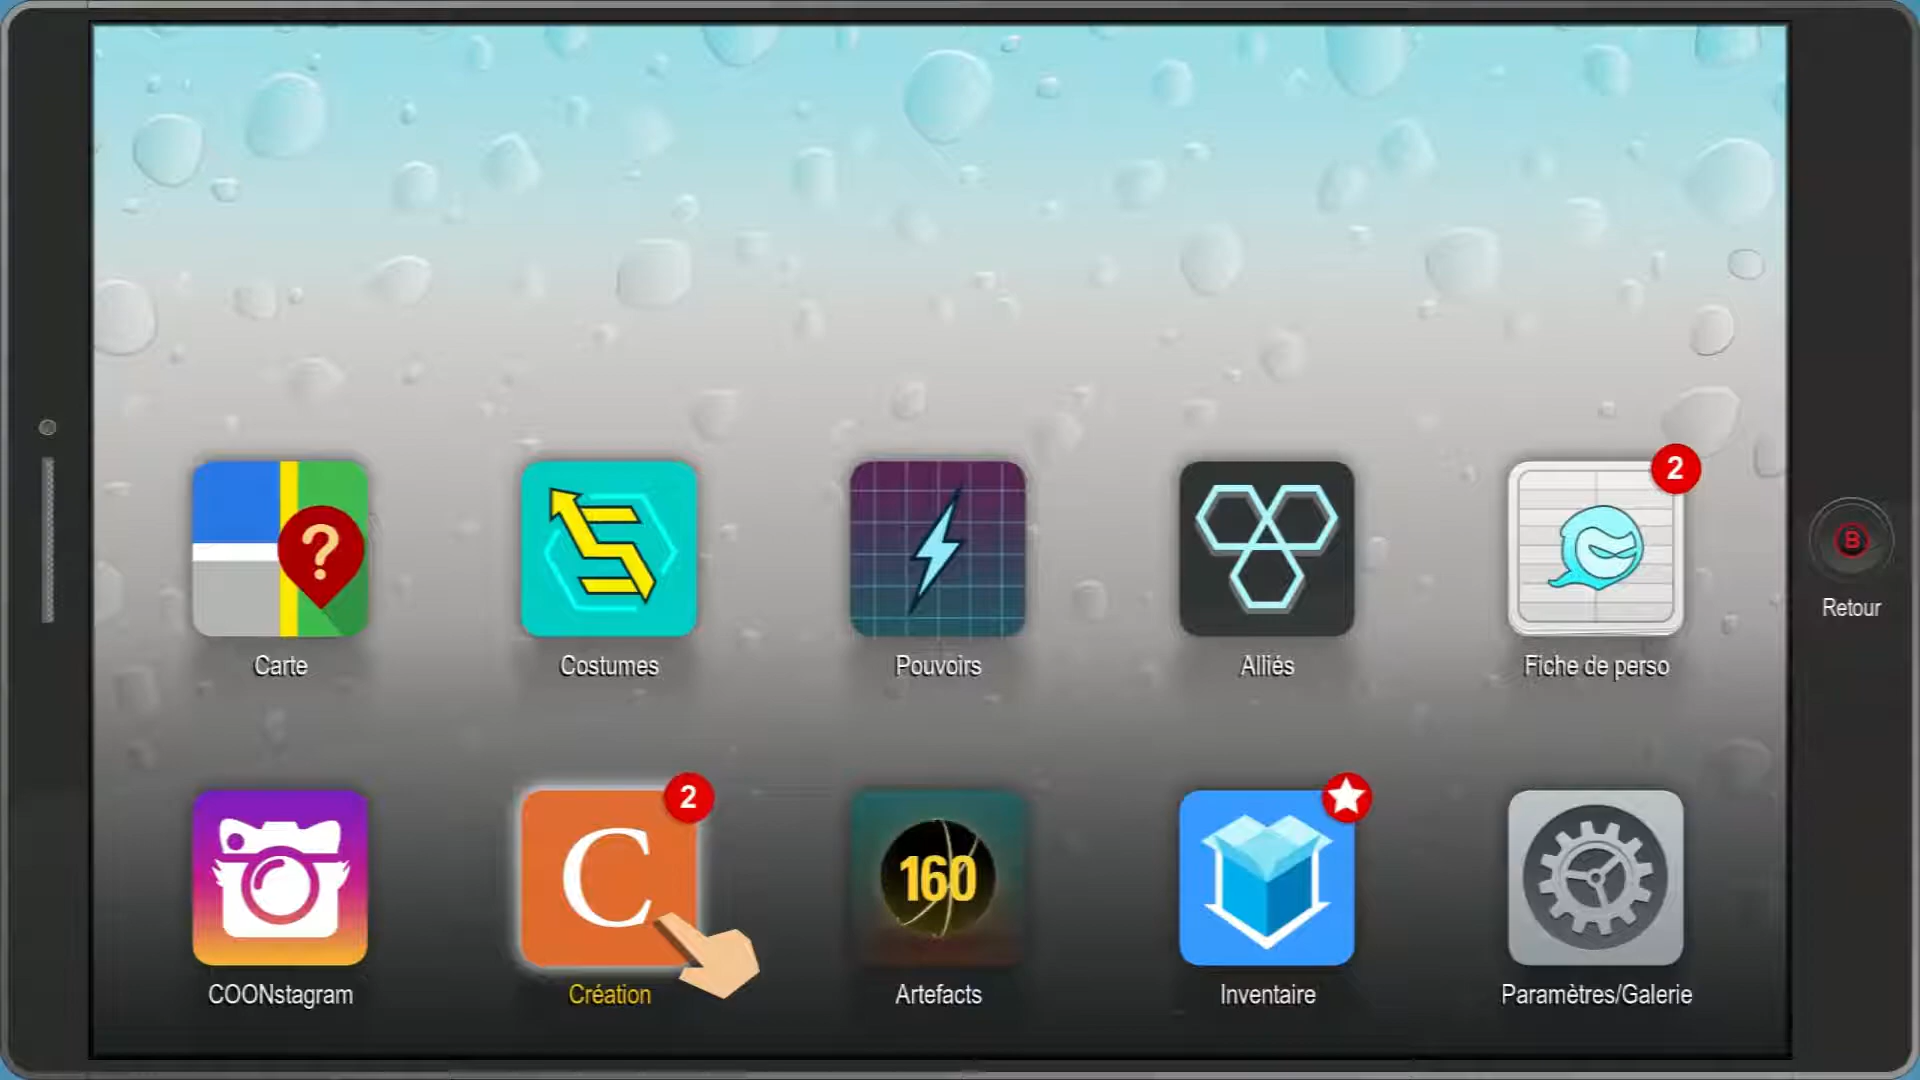 ?
2
B
Retour
Carte
Costumes
Pouvoirs
Alliés
Fiche de perso
C
2
160
COONstagram
Création
Artefacts
Inventaire
Paramètres/Galerie